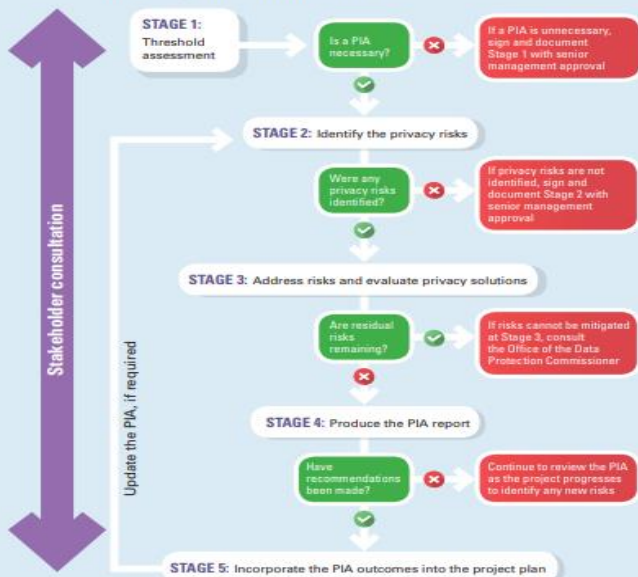 STAGE 1:
Threshold
assessment
Is a PIA
necessary?
If a PIA is unnecessary,
sign and document
Stage 1 with senior
management approval
STAGE 2: Identify the privacy risks
Were any
privacy risks
identified?
If privacy risks are not
identified, sign and
document Stage 2 with
senior management
approval
STAGE 3: Address risks and evaluate privacy solutions
Are residual
risks
remaining?
If risks cannot be mitigated
at Stage 3, consult
the Office of the Data
Protection Commissioner
STAGE 4: Produce the PIA report
Have
recommendations
been made?
Continue to review the PIA
as the project progresses
to identify any new risks
STAGE 5: Incorporate the PIA outcomes into the project plan
Stakeholder consultation
Update the PIA, if required